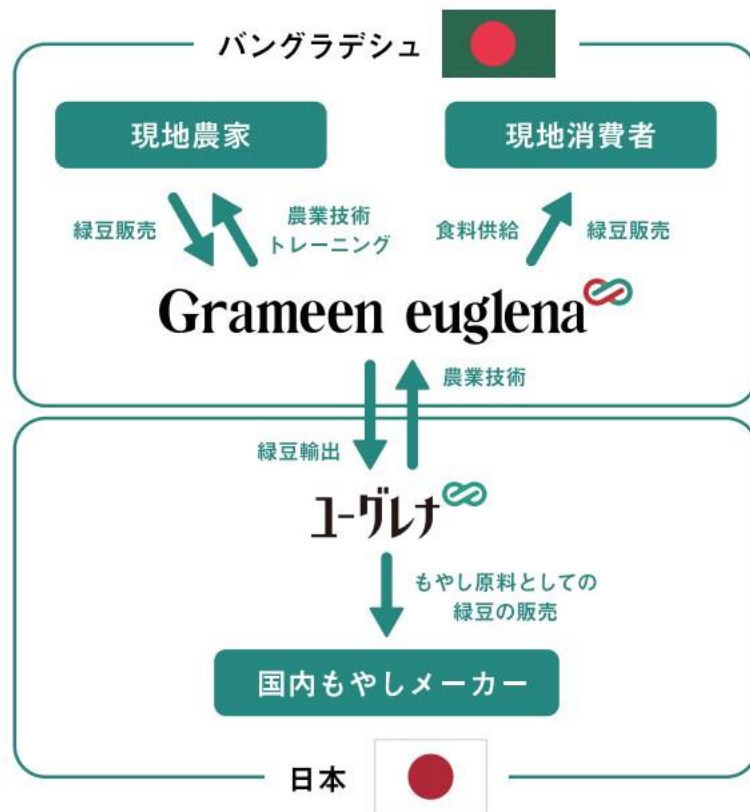 バングラデシュ
現地農家
現地消費者
緑豆販売
農業技術
トレーニング
食料供給
緑豆販売
Grameen euglena
農業技術
緑豆輸出
ユーグレナ
もやし原料としての
緑豆の販売
国内もやしメーカー
日本